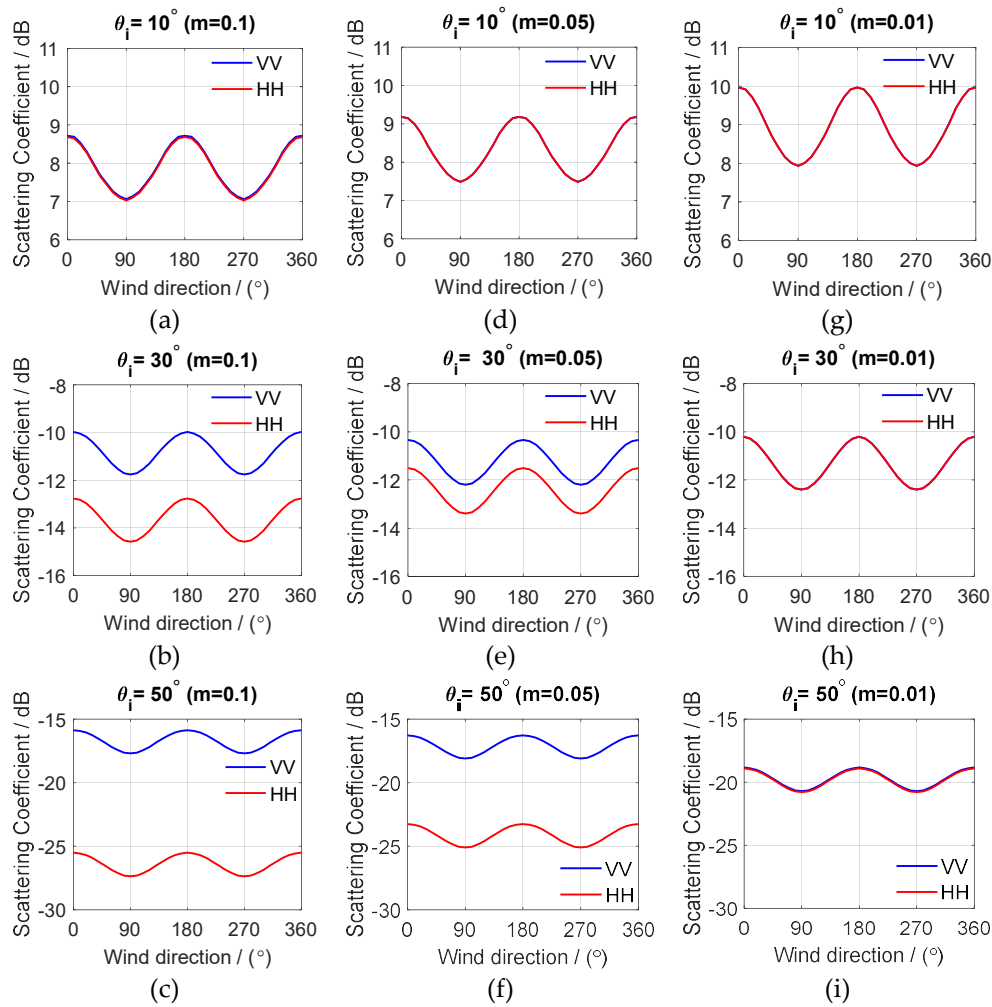 θi= 10° (m=0.1)
Scattering Coefficient / dB
11
10
9
8
7
6
VV
HH
0 90 180 270 360
Wind direction / (°)
(a)
θi= 10° (m=0.05)
Scattering Coefficient / dB
11
10
9
8
7
6
VV
HH
0 90 180 270 360
Wind direction / (°)
(d)
θi= 10° (m=0.01)
Scattering Coefficient / dB
11
10
9
8
7
6
VV
HH
0 90 180 270 360
Wind direction / (°)
(g)
θi= 30° (m=0.1)
Scattering Coefficient / dB
-8
-10
-12
-14
-16
VV
HH
0 90 180 270 360
Wind direction / (°)
(b)
θi= 30° (m=0.05)
Scattering Coefficient / dB
-8
-10
-12
-14
-16
VV
HH
0 90 180 270 360
Wind direction / (°)
(e)
θi= 30° (m=0.01)
Scattering Coefficient / dB
-8
-10
-12
-14
-16
VV
HH
0 90 180 270 360
Wind direction / (°)
(h)
θi= 50° (m=0.1)
Scattering Coefficient / dB
-15
-20
-25
-30
VV
HH
0 90 180 270 360
Wind direction / (°)
(c)
θi= 50° (m=0.05)
Scattering Coefficient / dB
-15
-20
-25
-30
VV
HH
0 90 180 270 360
Wind direction / (°)
(f)
θi= 50° (m=0.01)
Scattering Coefficient / dB
-15
-20
-25
-30
VV
HH
0 90 180 270 360
Wind direction / (°)
(i)